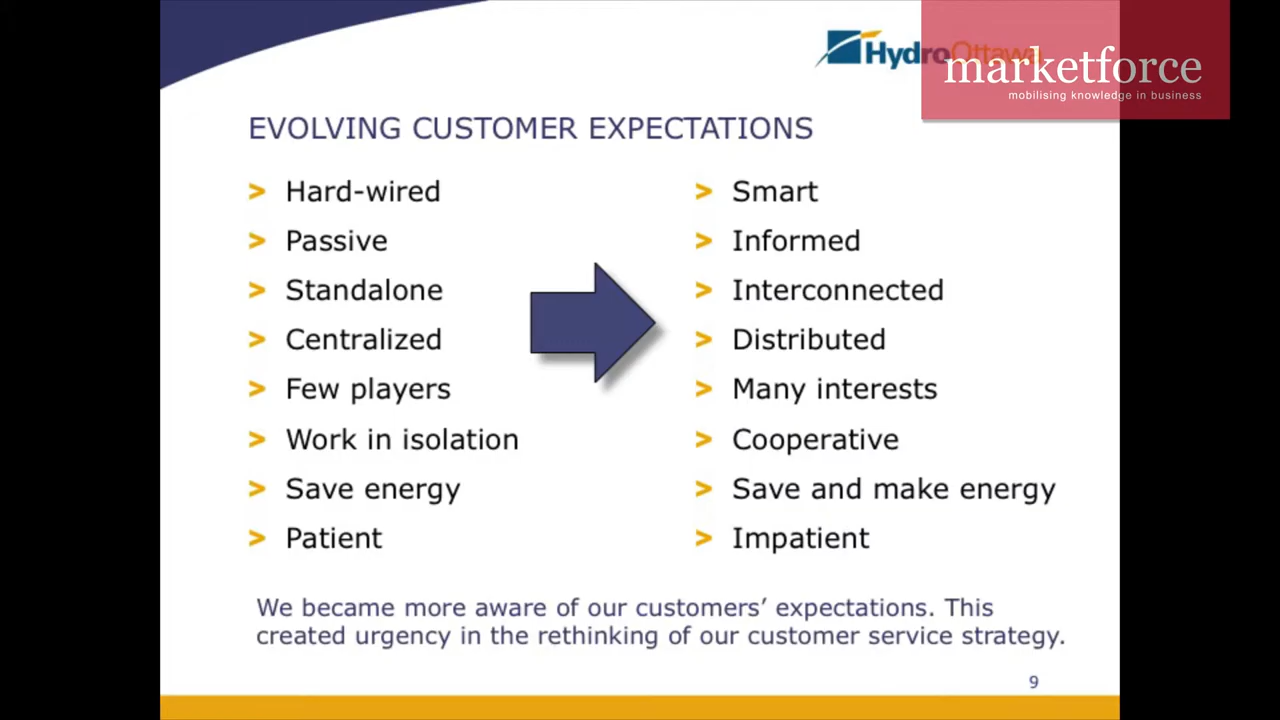 HydroOttawa
marketforce
mobilising knowledge in business
EVOLVING CUSTOMER EXPECTATIONS
> Hard-wired
> Passive
> Standalone
> Centralized
> Few players
> Work in isolation
> Save energy
> Patient
> Smart
> Informed
> Interconnected
> Distributed
> Many interests
> Cooperative
> Save and make energy
> Impatient
We became more aware of our customers’ expectations. This
created urgency in the rethinking of our customer service strategy.
9